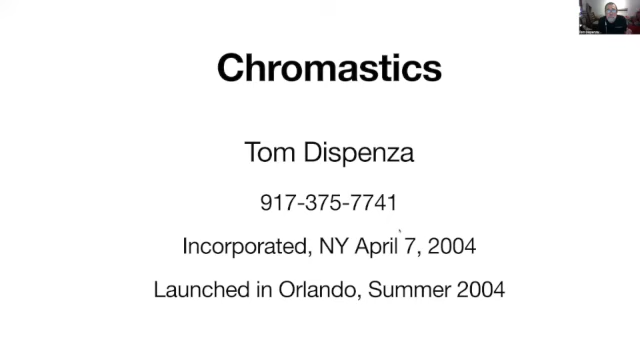 Chromastics
Tom Dispenza
917-375-7741
Incorporated, NY April 7, 2004
Launched in Orlando, Summer 2004